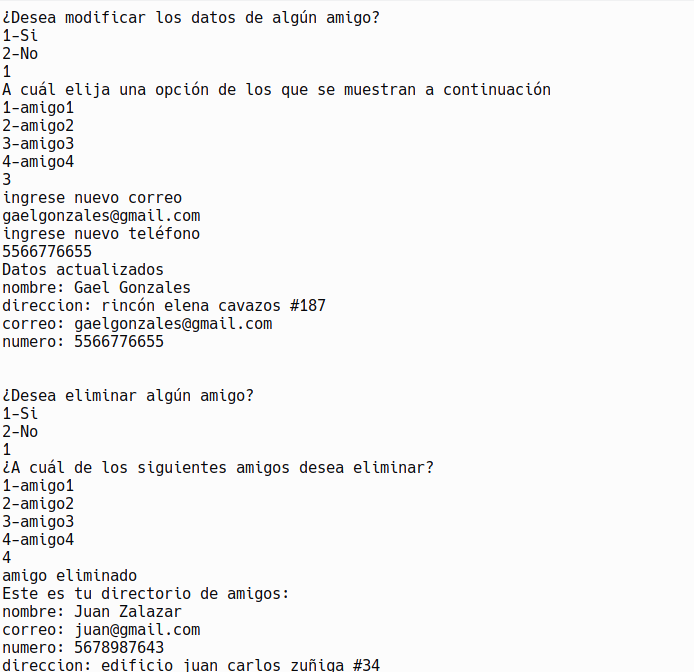 ¿Desea modificar los datos de algún amigo?
1-Si
2-No
1
A cuál elija una opción de los que se muestran a continuación
1-amigo1
2-amigo2
3-amigo3
4-amigo4
3
ingrese nuevo correo
gaelgonzales@gmail.com
ingrese nuevo teléfono
5566776655
Datos actualizados
nombre: Gael Gonzales
direccion: rincón elena cavazos #187
correo: gaelgonzales@gmail.com
numero: 5566776655
¿Desea eliminar algún amigo?
1-Si
2-No
1
¿A cuál de los siguientes amigos desea eliminar?
1-amigo1
2-amigo2
3-amigo3
4-amigo4
4
amigo eliminado
Este es tu directorio de amigos:
nombre: Juan Zalazar
correo: juan@gmail.com
numero: 5678987643
direccion: edificio juan carlos zuñiga #34